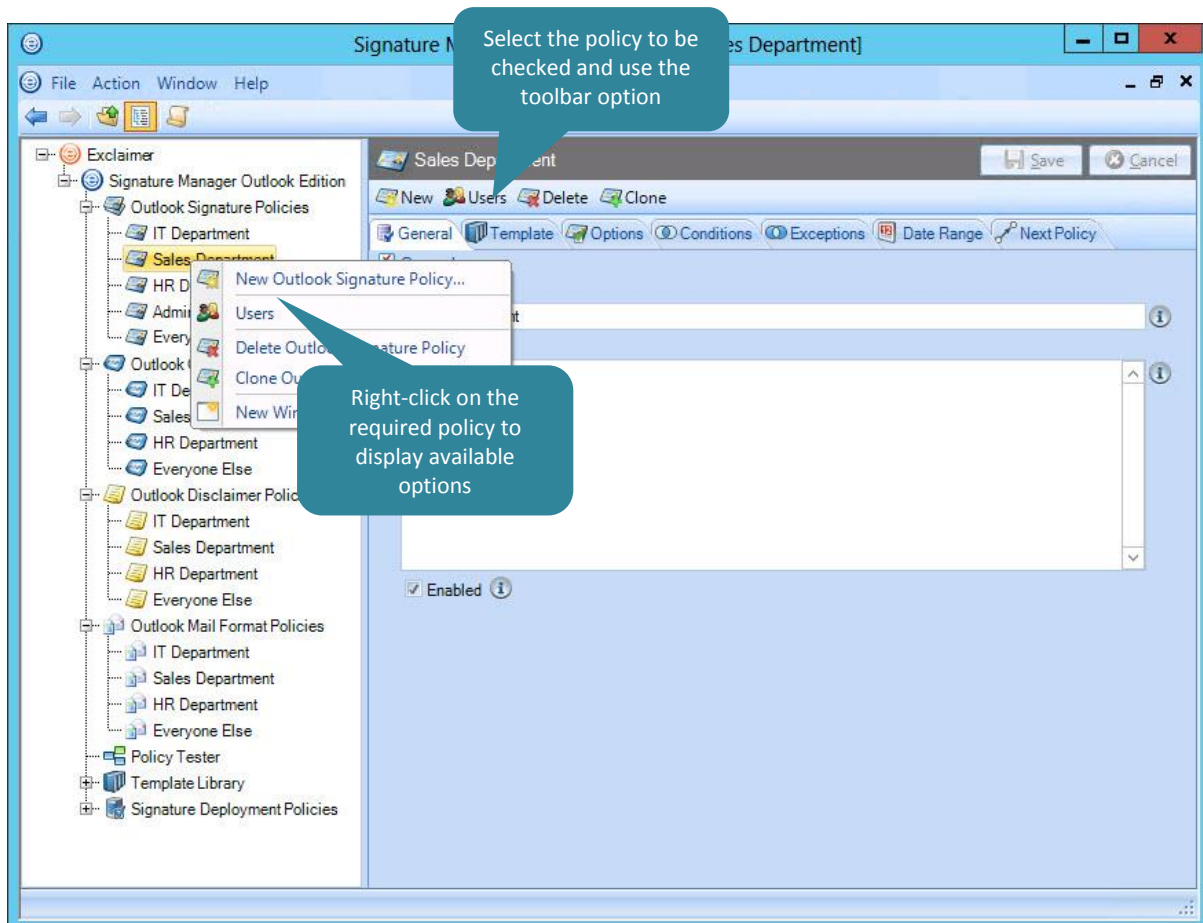 Signature M
es Department]
Select the policy to be
checked and use the
toolbar option
File Action Window Help
Exclaimer
Signature Manager Outlook Edition
Outlook Signature Policies
IT Department
Sales Department
HR D
Admi
Every
Outlook
IT De
Sales
HR Department
Everyone Else
Outlook Disclaimer Polic
IT Department
Sales Department
HR Department
Everyone Else
Outlook Mail Format Policies
IT Department
Sales Department
HR Department
Everyone Else
Policy Tester
Template Library
Signature Deployment Policies
New Outlook Signature Policy...
Users
Delete Outlo ature Policy
Clone Ou
New Wir
Right-click on the
required policy to
display available
options
Sales Dep ent
Save Cancel
New Users Delete Clone
General Template Options Conditions Exceptions Date Range Next Policy
nt
Enabled